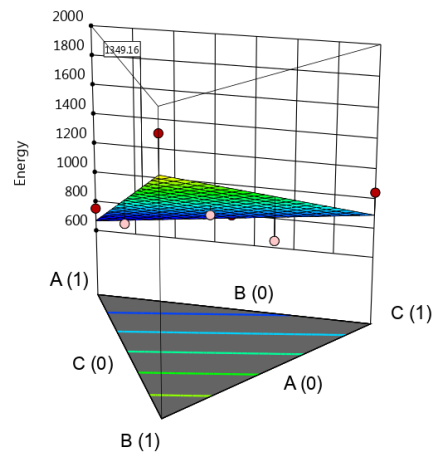 2000
1800
1349.16
1600
1400
1200
1000
800
600
Energy
A (1)
B (0)
C (1)
C (0)
A (0)
B (1)